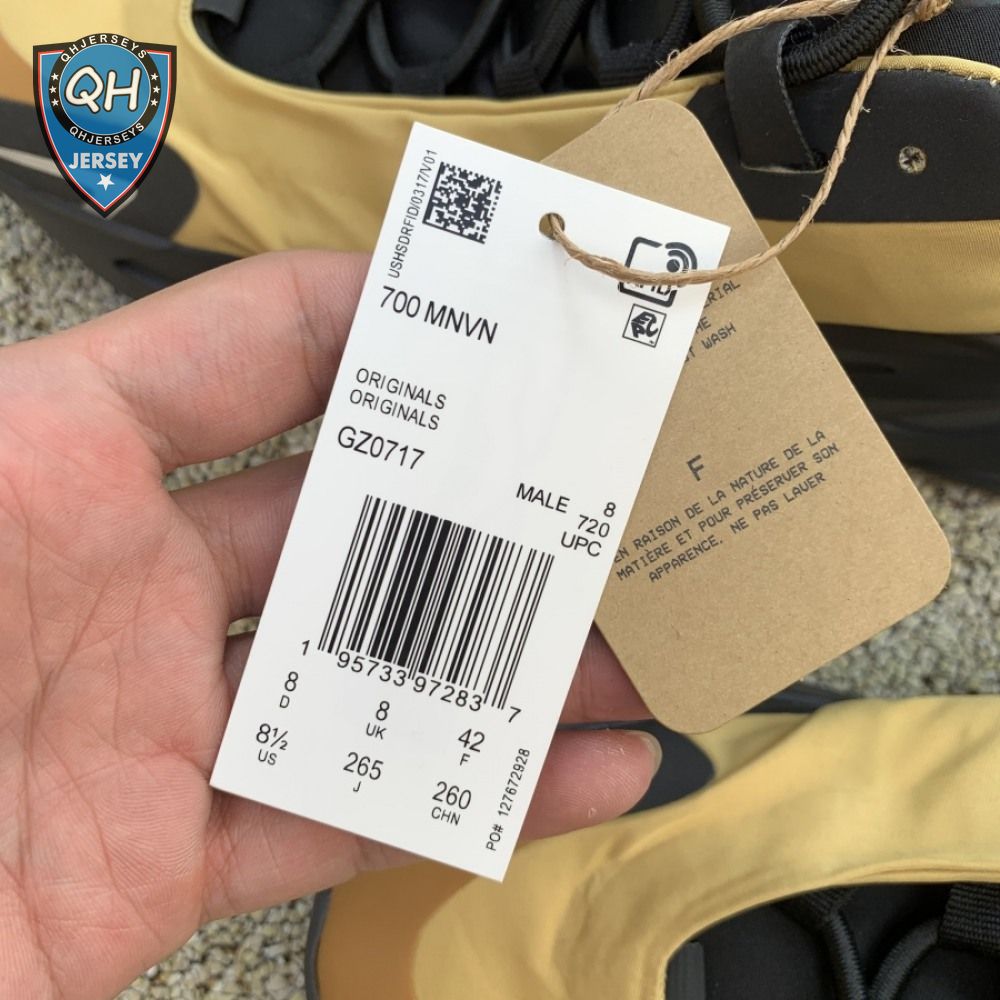 QHJERSEYS
QH
QHJERSEYS
JERSEY
USHSDRFID/0317/V01
700 MNVN
ORIGINALS
ORIGINALS
GZ0717
MALE 8
720
UPC
1 95733 97283 7
8
D
8
UK
42
F
8½
US
265
J
260
CHN
PO# 127672928
WASH
F
EN RAISON DE LA NATURE DE LA
MATIÈRE ET POUR PRÉSERVER SON
APPARENCE, NE PAS LAVER